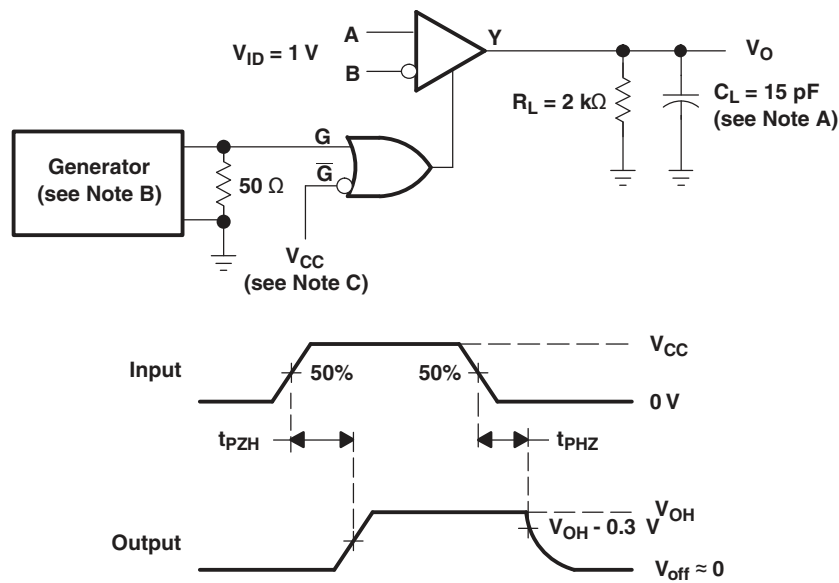 A
Y
V_O
V_ID = 1 V
B
R_L = 2 kΩ
C_L = 15 pF
(see Note A)
Generator
(see Note B)
50 Ω
G
G̅
V_CC
(see Note C)
V_CC
Input
50%
50%
0 V
t_PZH
t_PHZ
V_OH
V_OH - 0.3 V
Output
V_off ≈ 0